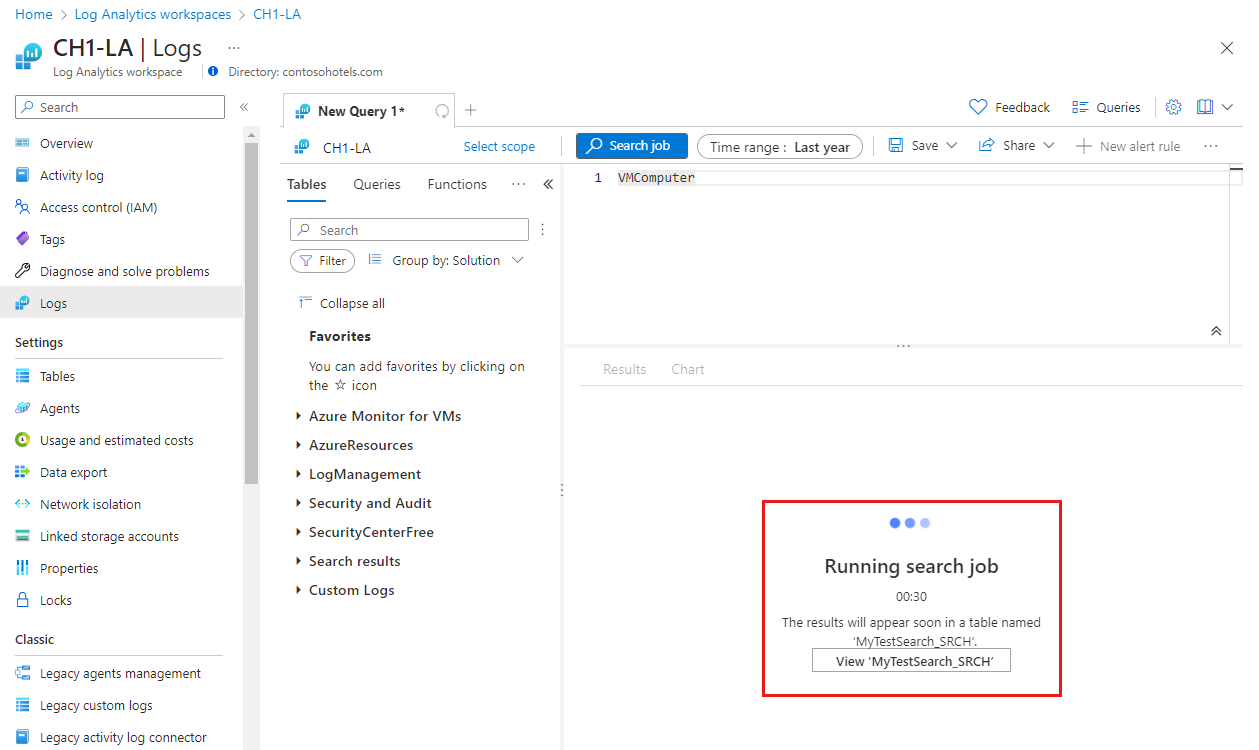 Home > Log Analytics workspaces > CH1-LA
CH1-LA | Logs ...
Log Analytics workspace
Directory: contosohotels.com
Search
Overview
Activity log
Access control (IAM)
Tags
Diagnose and solve problems
Logs
Settings
Tables
Agents
Usage and estimated costs
Data export
Network isolation
Linked storage accounts
Properties
Locks
Classic
Legacy agents management
Legacy custom logs
Legacy activity log connector
New Query 1*
Feedback
Queries
CH1-LA
Select scope
Search job
Time range : Last year
Save
Share
New alert rule
Tables
Queries
Functions
Search
Filter
Group by: Solution
Collapse all
Favorites
You can add favorites by clicking on
the ☆ icon
Azure Monitor for VMs
AzureResources
LogManagement
Security and Audit
SecurityCenterFree
Search results
Custom Logs
1 VMComputer
Results
Chart
Running search job
00:30
The results will appear soon in a table named
'MyTestSearch_SRCH'.
View 'MyTestSearch_SRCH'